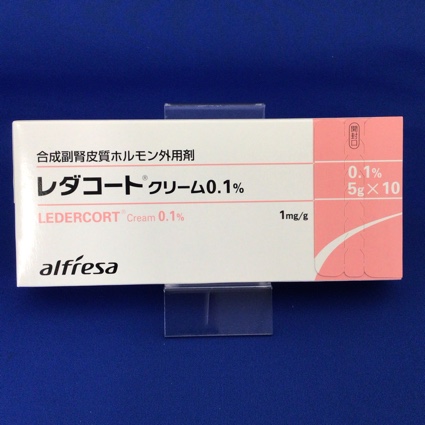 開封口
合成副腎皮質ホルモン外用剤
レダコート® クリーム0.1%
0.1%
5g×10
LEDERCORT® Cream 0.1%
1mg/g
alfresa